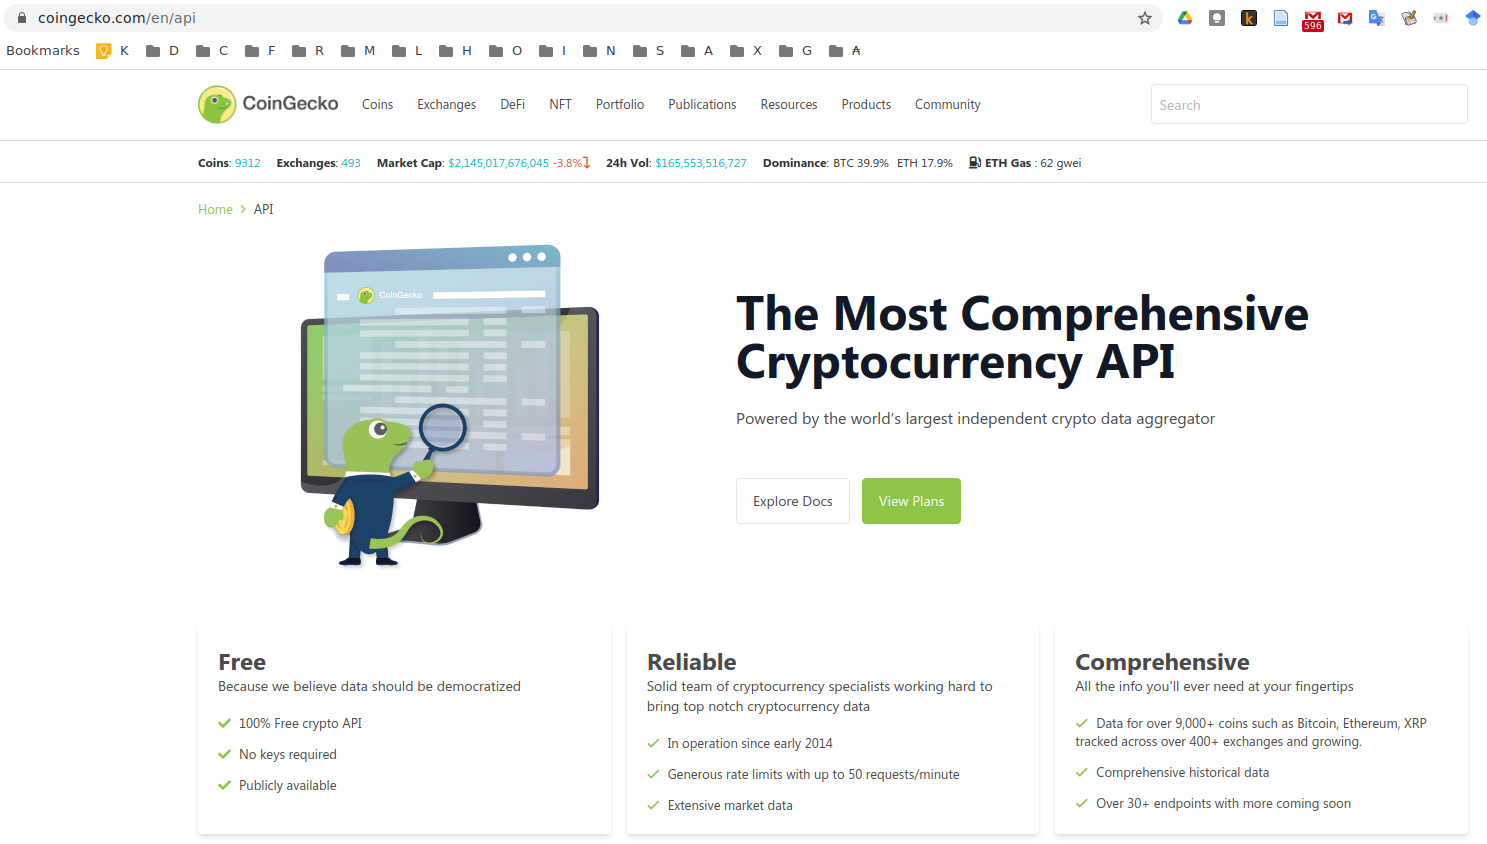 coingecko.com/en/api
596
Bookmarks K D C F R M L H O I N S A X G ₳
CoinGecko Coins Exchanges DeFi NFT Portfolio Publications Resources Products Community Search
Coins: 9312 Exchanges: 493 Market Cap: $2,145,017,676,045 -3.8% 24h Vol: $165,553,516,727 Dominance: BTC 39.9% ETH 17.9% ETH Gas : 62 gwei
Home > API
CoinGecko
The Most Comprehensive
Cryptocurrency API
Powered by the world’s largest independent crypto data aggregator
Explore Docs View Plans
Free
Because we believe data should be democratized
100% Free crypto API
No keys required
Publicly available
Reliable
Solid team of cryptocurrency specialists working hard to
bring top notch cryptocurrency data
In operation since early 2014
Generous rate limits with up to 50 requests/minute
Extensive market data
Comprehensive
All the info you'll ever need at your fingertips
Data for over 9,000+ coins such as Bitcoin, Ethereum, XRP
tracked across over 400+ exchanges and growing.
Comprehensive historical data
Over 30+ endpoints with more coming soon